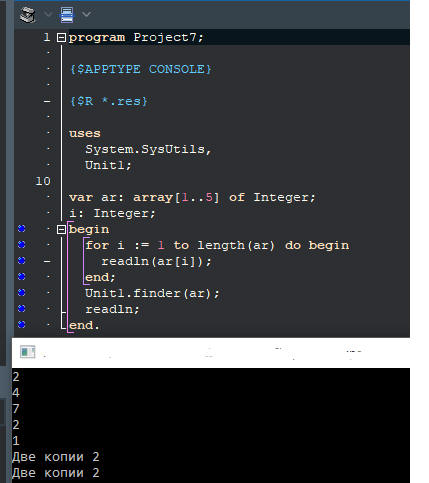 1 program Project7;
{$APPTYPE CONSOLE}
{$R *.res}
uses
System.SysUtils,
Unit1;
10
var ar: array[1..5] of Integer;
i: Integer;
begin
for i := 1 to length(ar) do begin
readln(ar[i]);
end;
Unit1.finder(ar);
readln;
end.
2
4
7
2
1
Две копии 2
Две копии 2